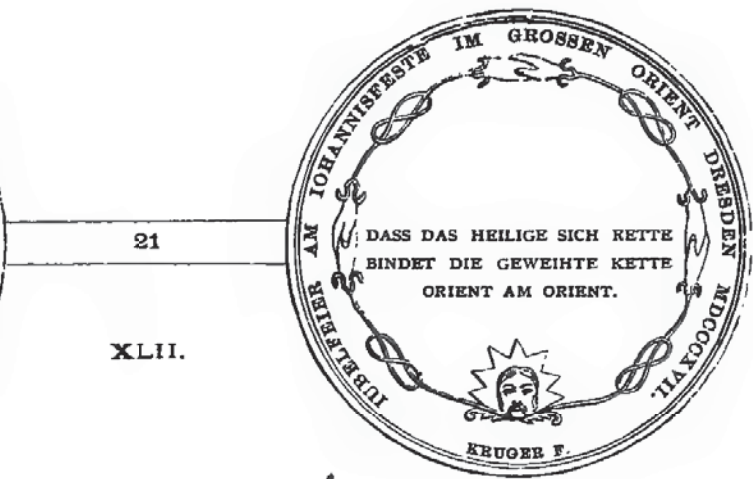 IUBELFEIER AM IOHANNISFESTE IM GROSSEN ORIENT DRESDEN MDCCCXVII.
DASS DAS HEILIGE SICH RETTE
BINDET DIE GEWEIHTE KETTE
ORIENT AM ORIENT.
21
XLII.
KRUGER F.